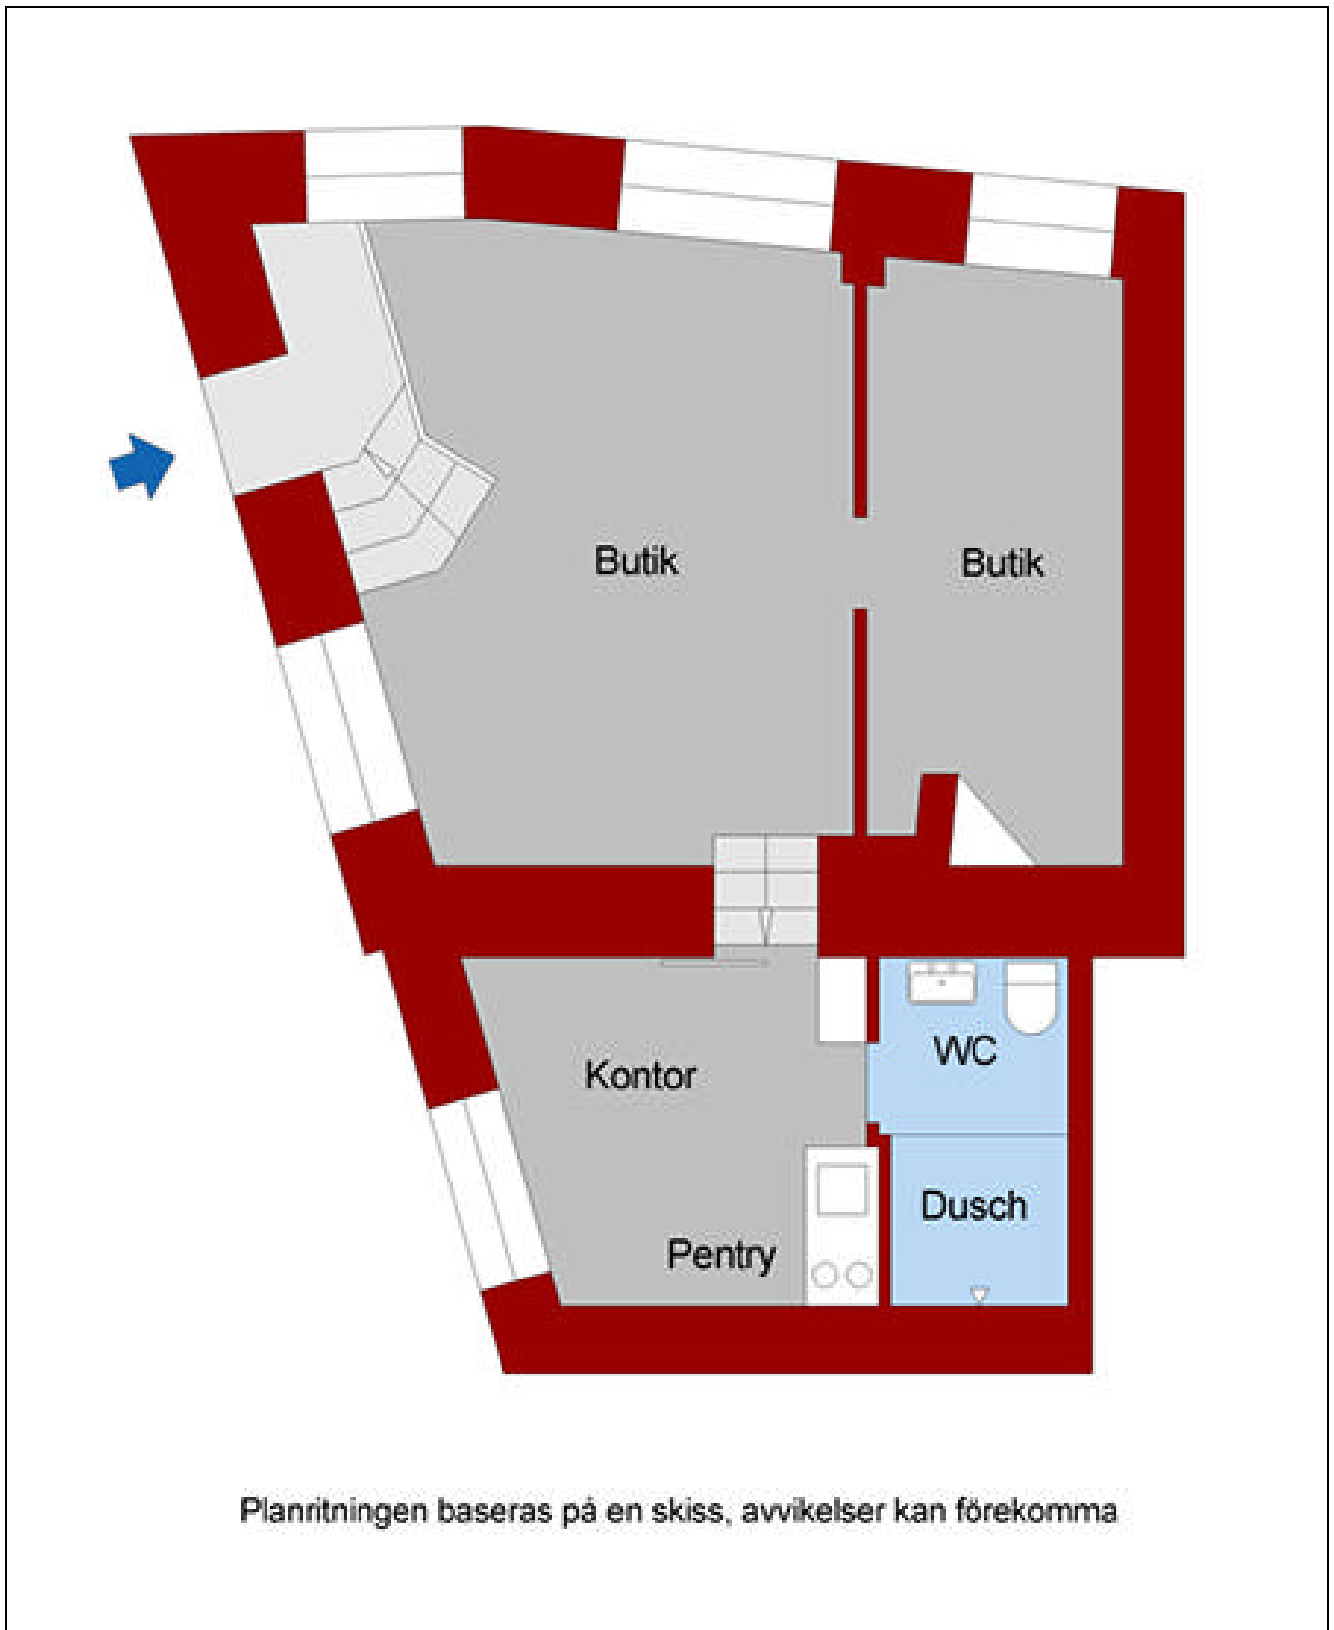 Butik
Butik
Kontor
WC
Dusch
Pentry
Planritningen baseras på en skiss, avvikelser kan förekomma